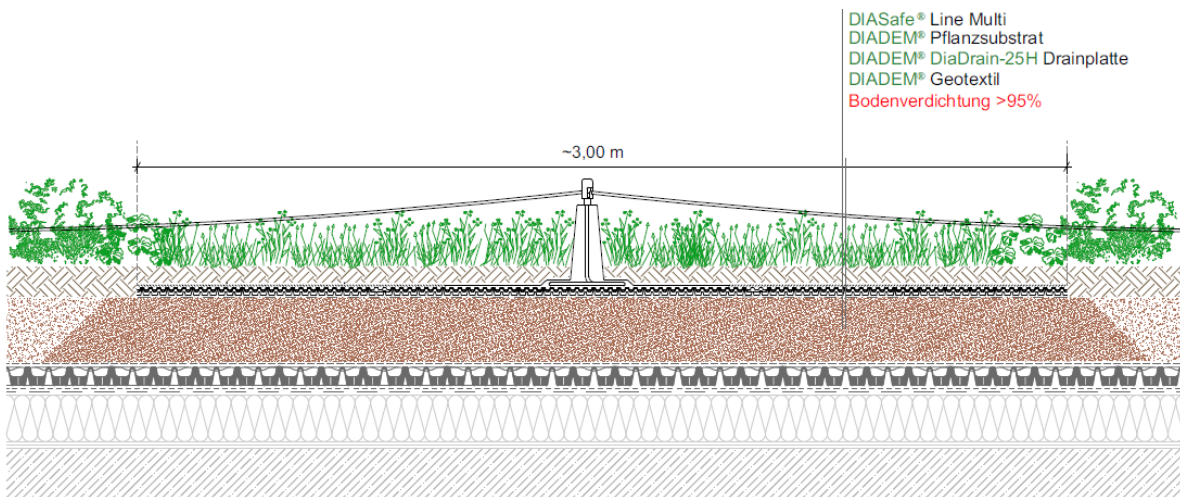 DIASafe® Line Multi
DIADEM® Pflanzsubstrat
DIADEM® DiaDrain-25H Drainplatte
DIADEM® Geotextil
Bodenverdichtung >95%
~3,00 m